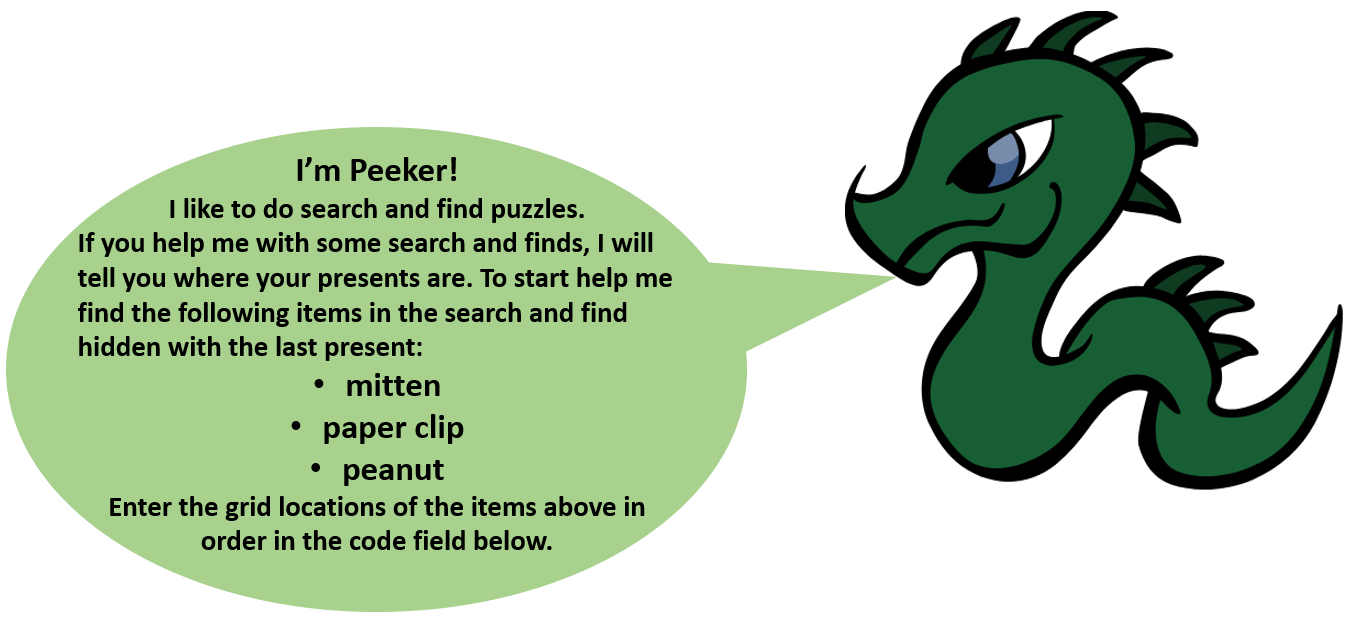 I’m Peeker!
I like to do search and find puzzles.
If you help me with some search and finds, I will
tell you where your presents are. To start help me
find the following items in the search and find
hidden with the last present:
• mitten
• paper clip
• peanut
Enter the grid locations of the items above in
order in the code field below.